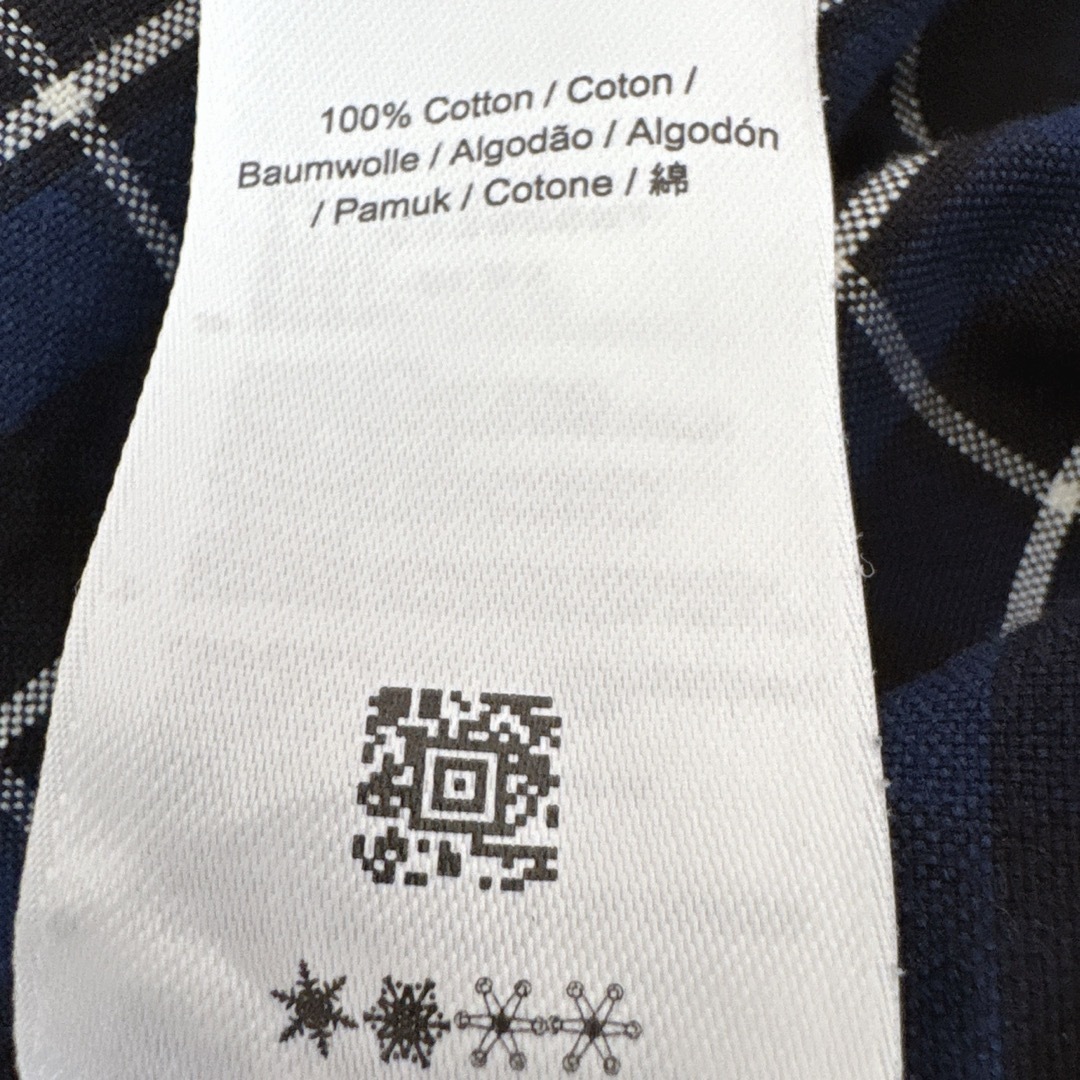 100% Cotton / Coton /
Baumwolle / Algodão / Algodón
/ Pamuk / Cotone / 綿